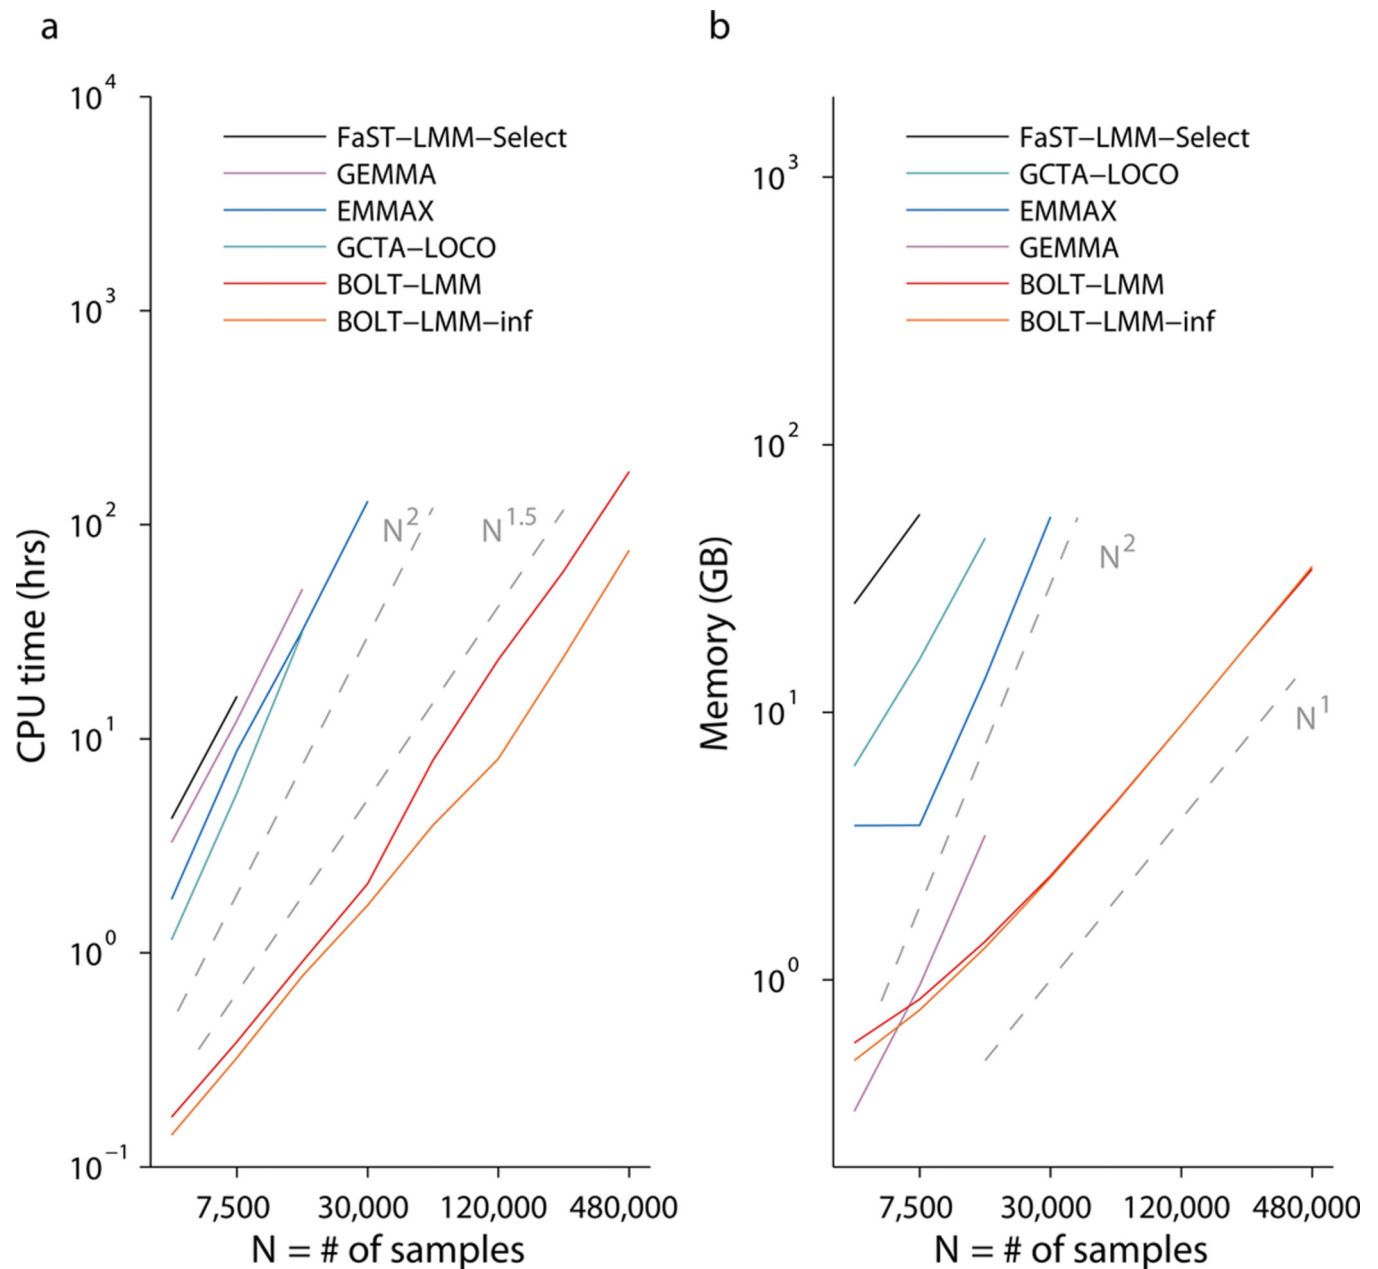 a
CPU time (hrs)
10^4
10^3
10^2
10^1
10^0
10^−1
FaST−LMM−Select
GEMMA
EMMAX
GCTA−LOCO
BOLT−LMM
BOLT−LMM−inf
N^2
N^1.5
7,500 30,000 120,000 480,000
N = # of samples
b
Memory (GB)
10^3
10^2
10^1
10^0
FaST−LMM−Select
GCTA−LOCO
EMMAX
GEMMA
BOLT−LMM
BOLT−LMM−inf
N^2
N^1
7,500 30,000 120,000 480,000
N = # of samples